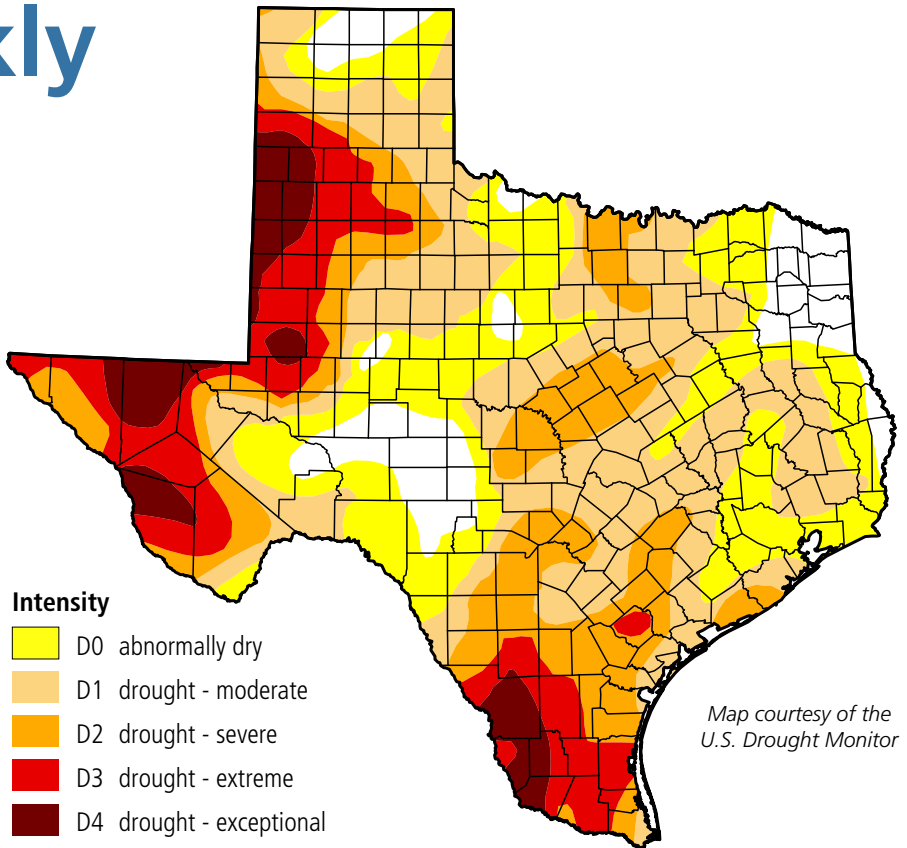 kly
Intensity
D0 abnormally dry
D1 drought - moderate
D2 drought - severe
D3 drought - extreme
D4 drought - exceptional
Map courtesy of the
U.S. Drought Monitor